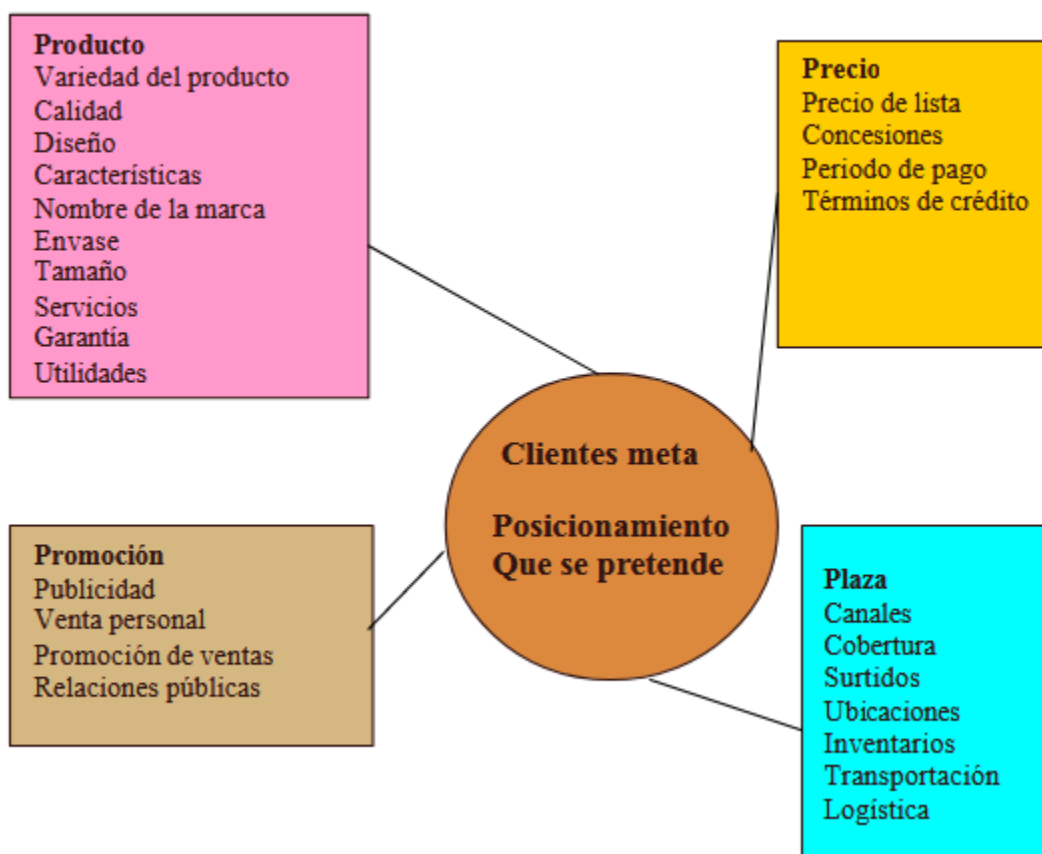 Producto
Variedad del producto
Calidad
Diseño
Características
Nombre de la marca
Envase
Tamaño
Servicios
Garantía
Utilidades
Precio
Precio de lista
Concesiones
Periodo de pago
Términos de crédito
Clientes meta
Posicionamiento
Que se pretende
Promoción
Publicidad
Venta personal
Promoción de ventas
Relaciones públicas
Plaza
Canales
Cobertura
Surtidos
Ubicaciones
Inventarios
Transportación
Logística